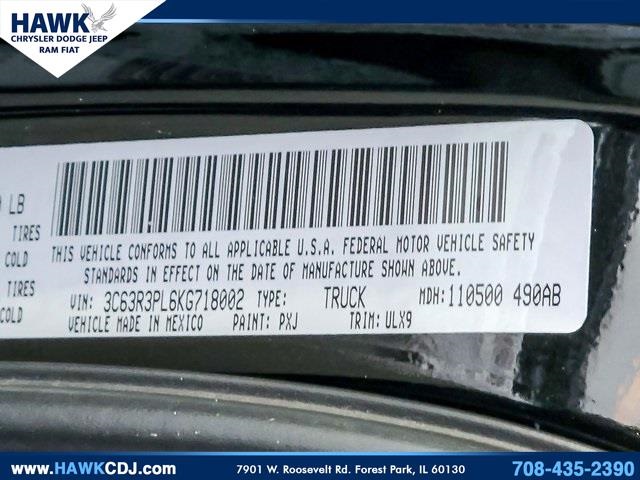 HAWK
CHRYSLER DODGE JEEP
RAM FIAT
LB
TIRES
COLD
TIRES
COLD
THIS VEHICLE CONFORMS TO ALL APPLICABLE U.S.A. FEDERAL MOTOR VEHICLE SAFETY
STANDARDS IN EFFECT ON THE DATE OF MANUFACTURE SHOWN ABOVE.
VIN: 3C63R3PL6KG718002 TYPE: TRUCK MDH: 110500 490AB
VEHICLE MADE IN MEXICO PAINT: PXJ TRIM: ULX9
www.HAWKCDJ.com 7901 W. Roosevelt Rd. Forest Park, IL 60130 708-435-2390